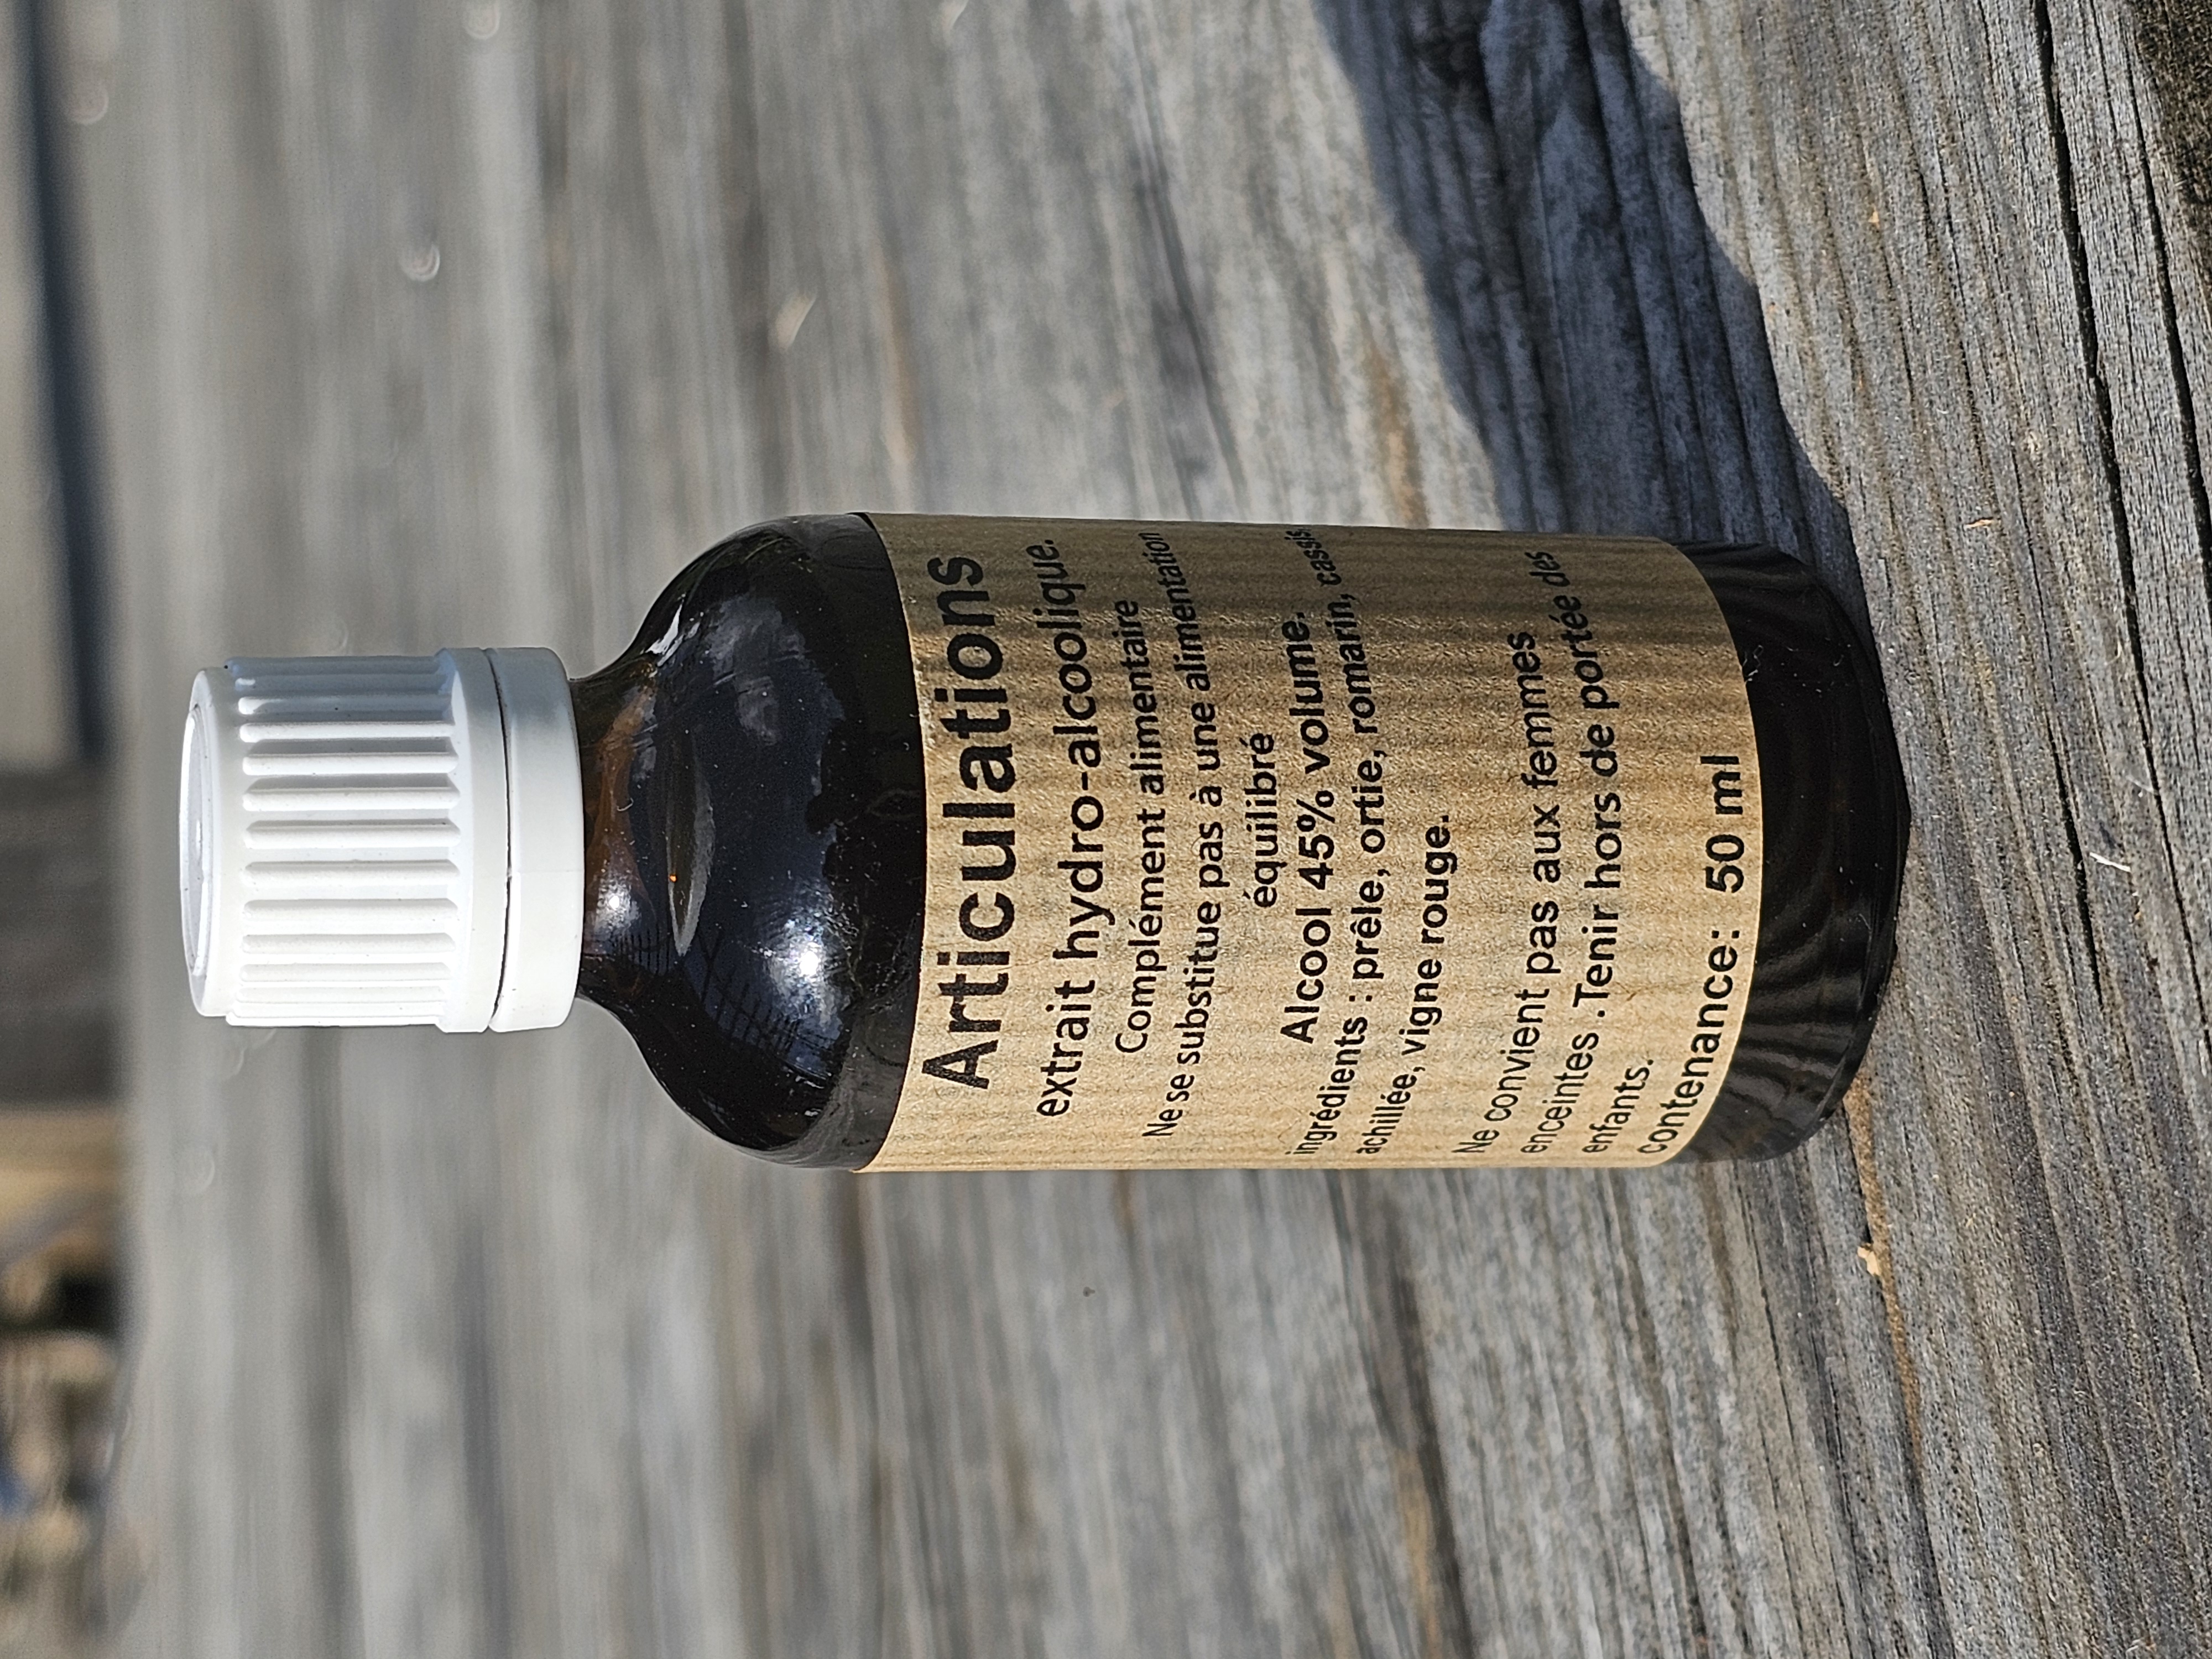 Articulations
extrait hydro-alcoolique.
Complément alimentaire
Ne se substitue pas à une alimentation
équilibré
Alcool 45% volume.
ingrédients : prêle, ortie, romarin, cassis,
achillée, vigne rouge.
Ne convient pas aux femmes
enceintes .Tenir hors de portée des
enfants.
contenance: 50 ml